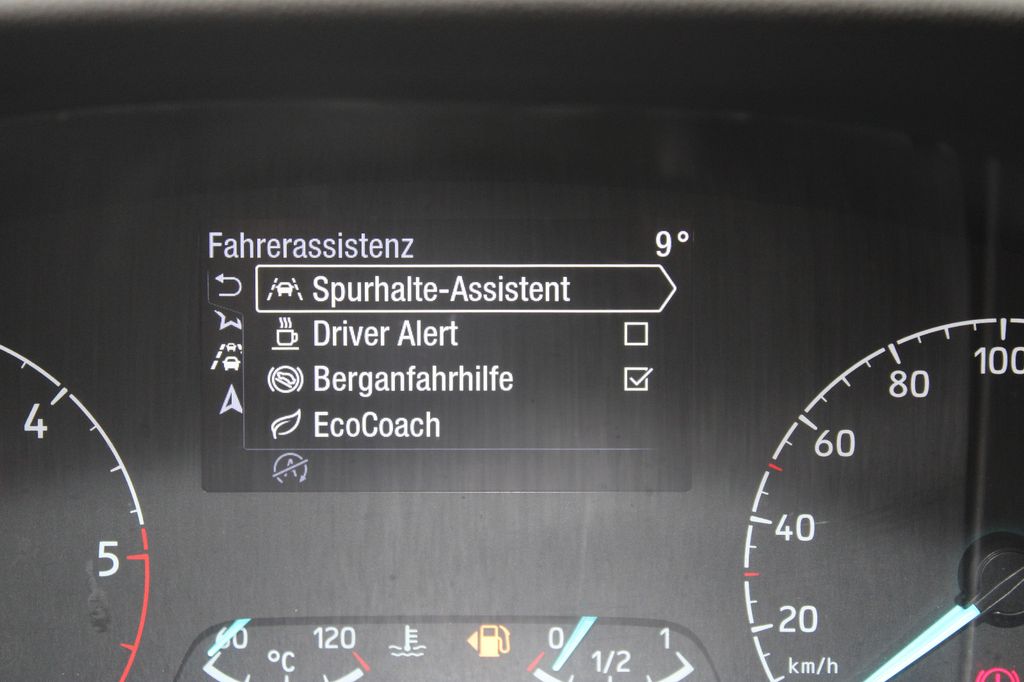 Fahrerassistenz 9°
Spurhalte-Assistent
Driver Alert
Berganfahrhilfe
EcoCoach
4
5
60 120
°C
0 1/2 1
20
40
60
80
100
km/h